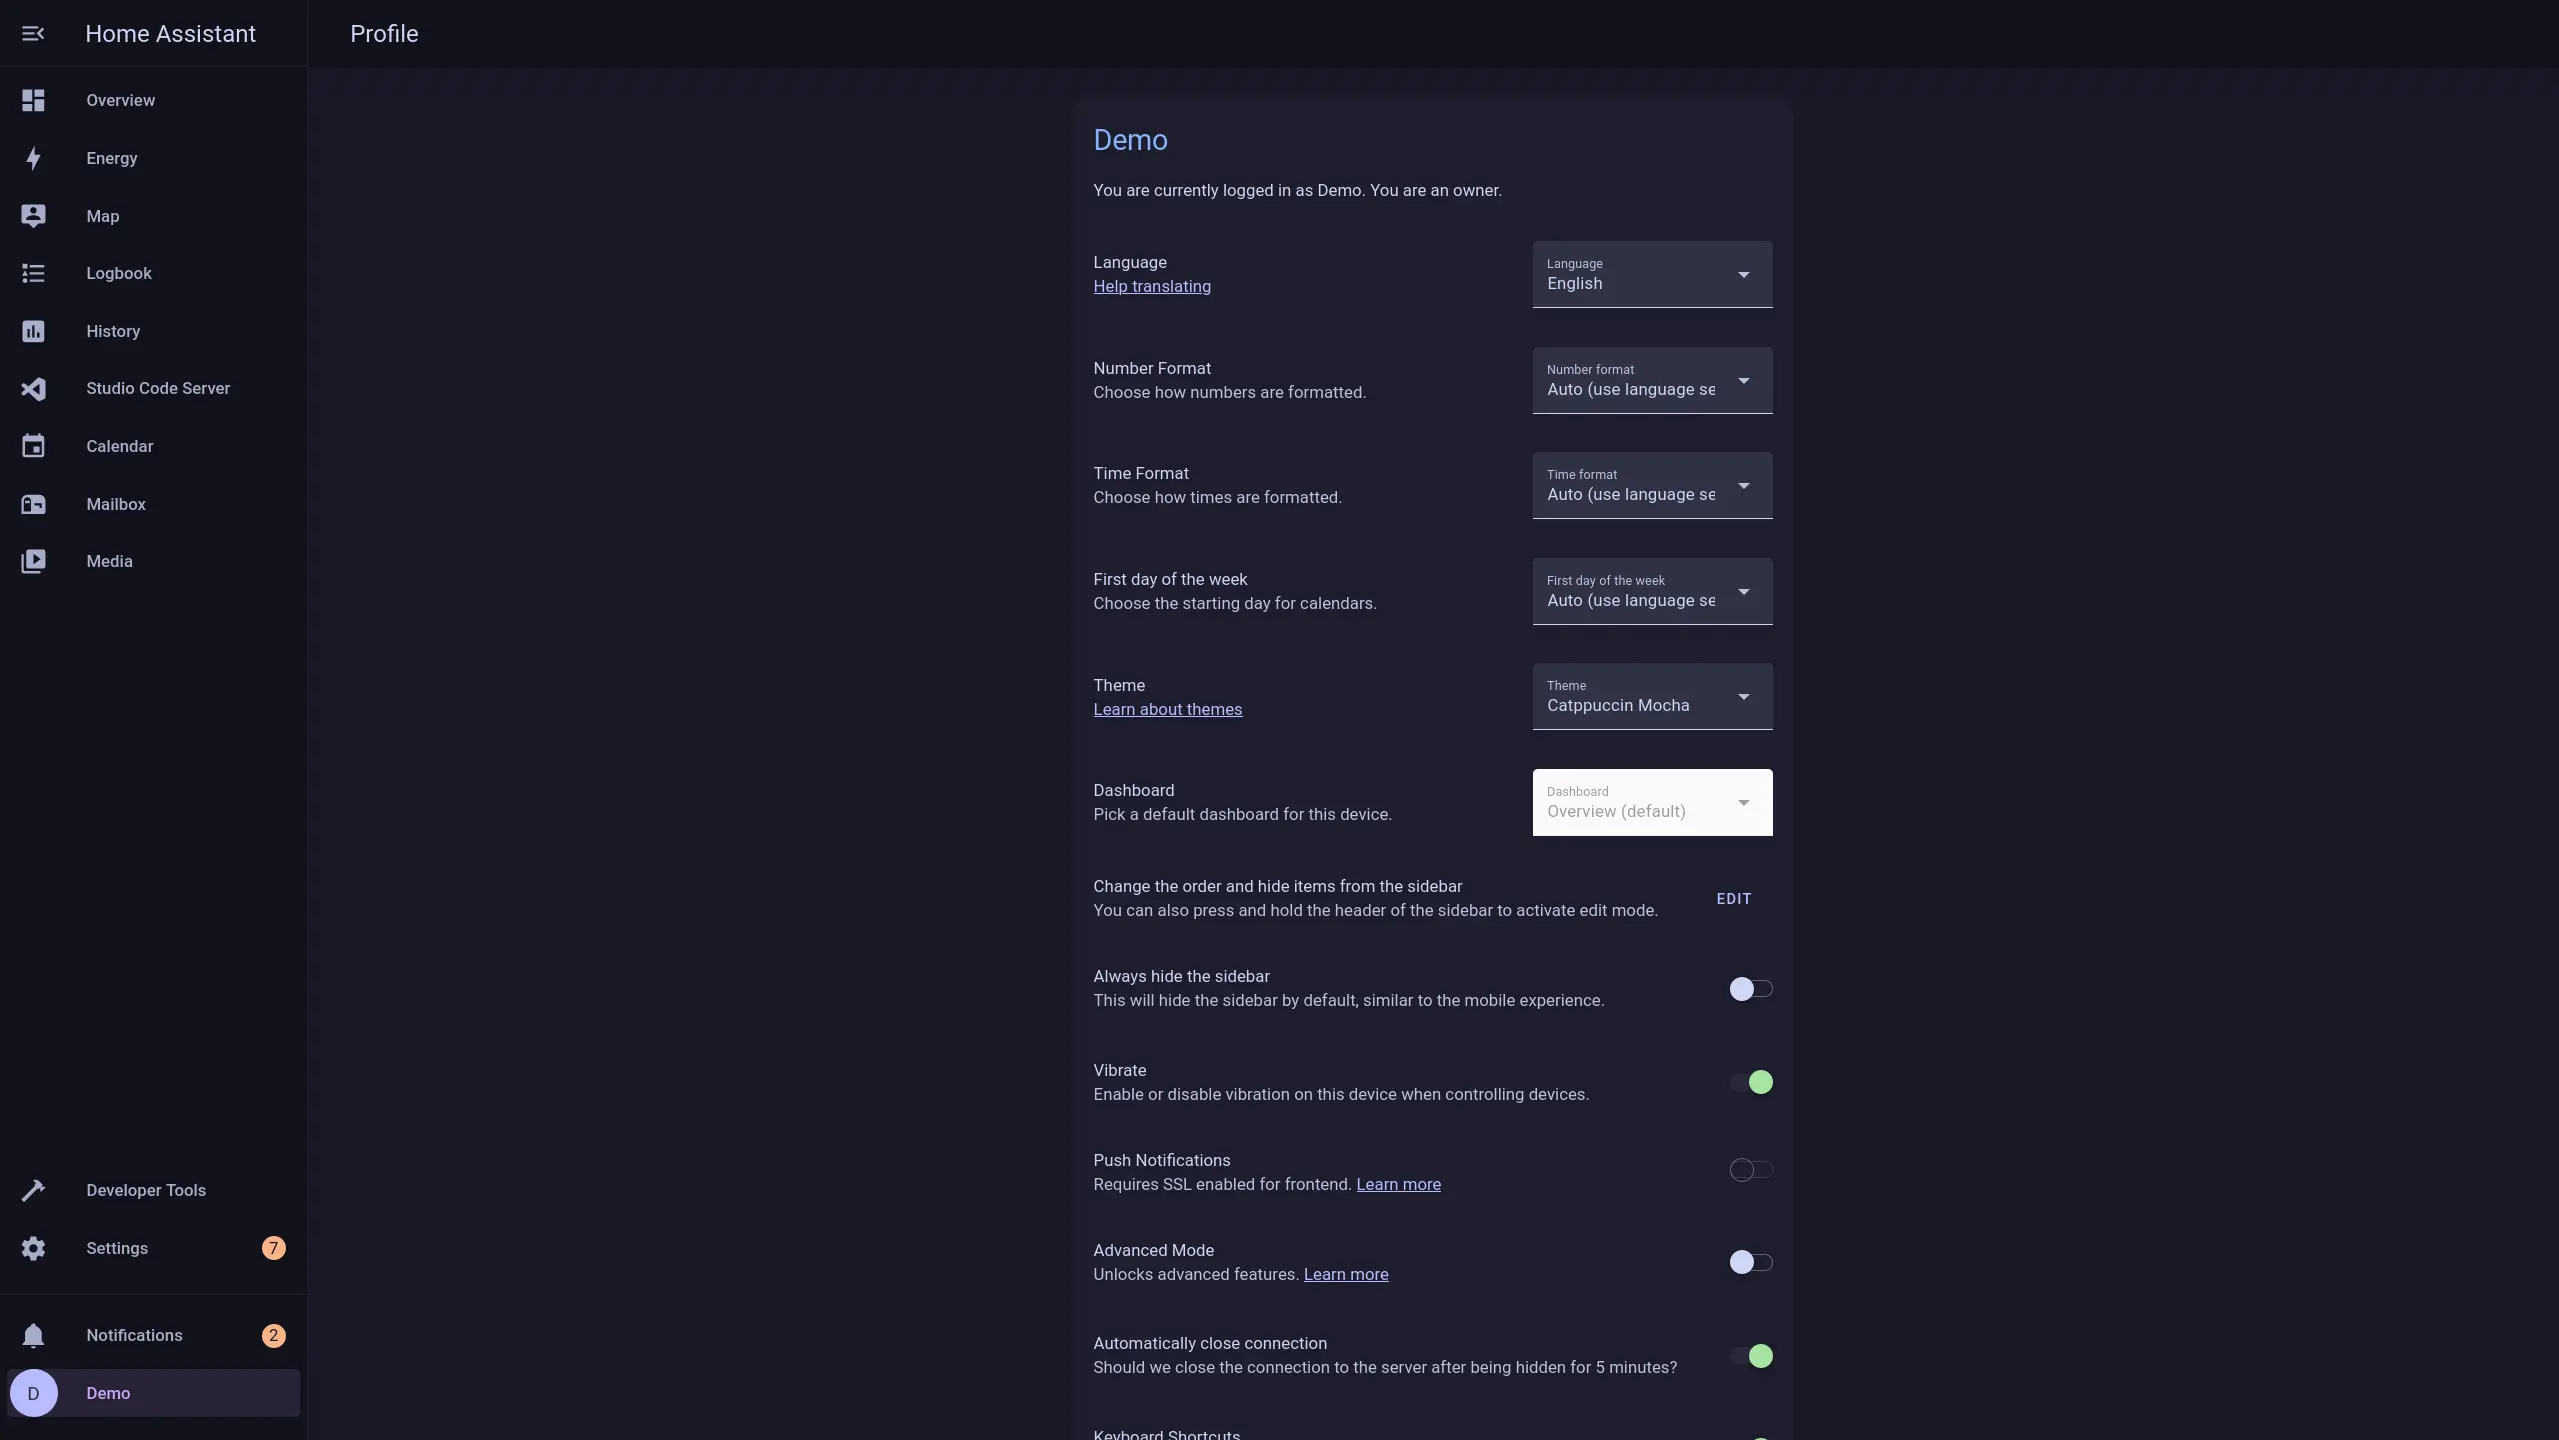 Home Assistant
Profile
Overview
Energy
Map
Logbook
History
Studio Code Server
Calendar
Mailbox
Media
Developer Tools
Settings
7
Notifications
2
D
Demo
Demo
You are currently logged in as Demo. You are an owner.
Language
Help translating
Language
English
Number Format
Choose how numbers are formatted.
Number format
Auto (use language se
Time Format
Choose how times are formatted.
Time format
Auto (use language se
First day of the week
Choose the starting day for calendars.
First day of the week
Auto (use language se
Theme
Learn about themes
Theme
Catppuccin Mocha
Dashboard
Pick a default dashboard for this device.
Dashboard
Overview (default)
Change the order and hide items from the sidebar
You can also press and hold the header of the sidebar to activate edit mode.
EDIT
Always hide the sidebar
This will hide the sidebar by default, similar to the mobile experience.
Vibrate
Enable or disable vibration on this device when controlling devices.
Push Notifications
Requires SSL enabled for frontend. Learn more
Advanced Mode
Unlocks advanced features. Learn more
Automatically close connection
Should we close the connection to the server after being hidden for 5 minutes?
Keyboard Shortcuts